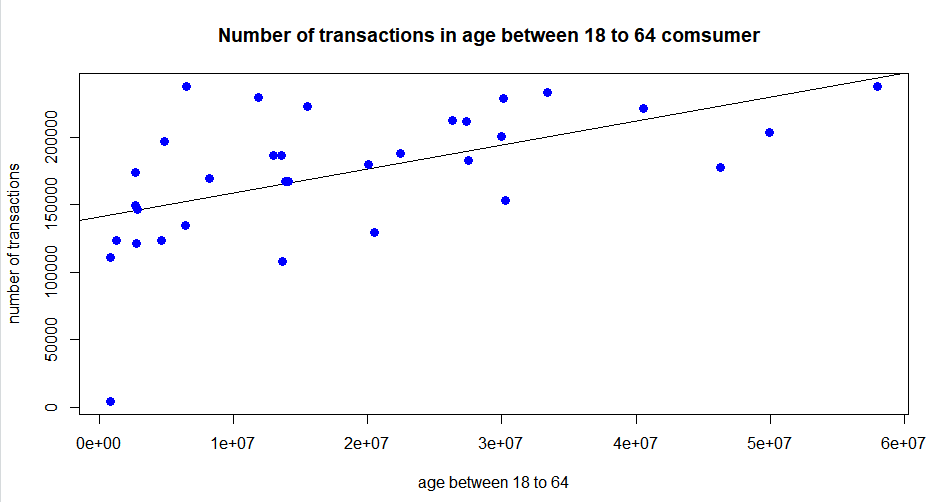 Number of transactions in age between 18 to 64 comsumer
number of transactions
200000
150000
100000
50000
0
0e+00 1e+07 2e+07 3e+07 4e+07 5e+07 6e+07
age between 18 to 64